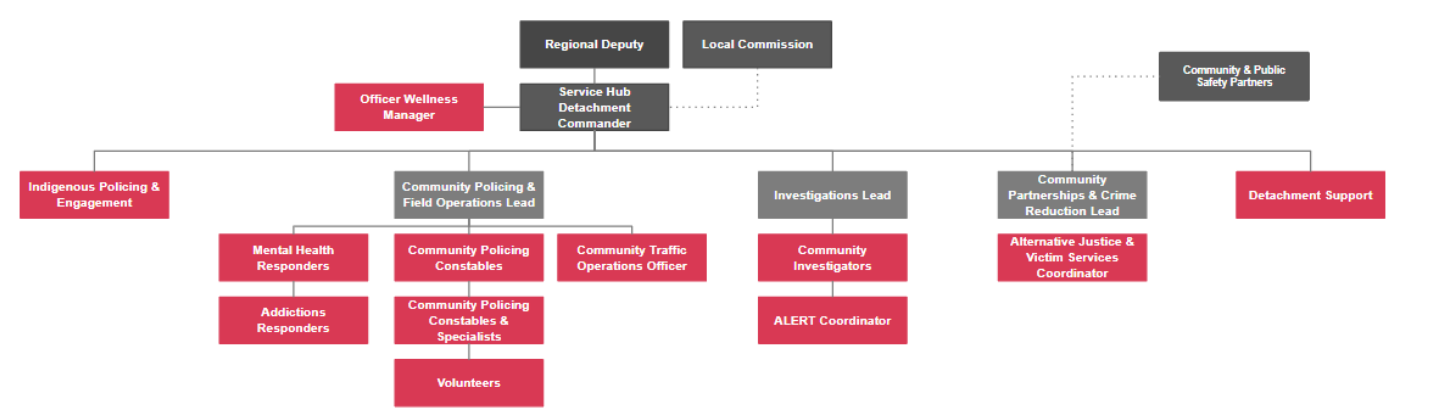 Regional Deputy
Local Commission
Community & Public
Safety Partners
Officer Wellness
Manager
Service Hub
Detachment
Commander
Indigenous Policing &
Engagement
Community Policing &
Field Operations Lead
Investigations Lead
Community
Partnerships & Crime
Reduction Lead
Detachment Support
Mental Health
Responders
Community Policing
Constables
Community Traffic
Operations Officer
Community
Investigators
Alternative Justice &
Victim Services
Coordinator
Addictions
Responders
Community Policing
Constables &
Specialists
ALERT Coordinator
Volunteers